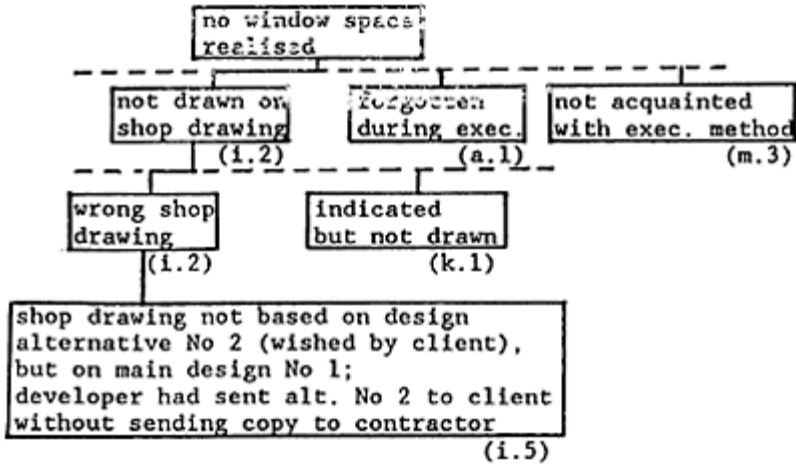 no window space
realised
not drawn on
shop drawing
(i.2)
forgotten
during exec.
(a.1)
not acquainted
with exec. method
(m.3)
wrong shop
drawing
(i.2)
indicated
but not drawn
(k.1)
shop drawing not based on design
alternative No 2 (wished by client),
but on main design No 1;
developer had sent alt. No 2 to client
without sending copy to contractor
(i.5)